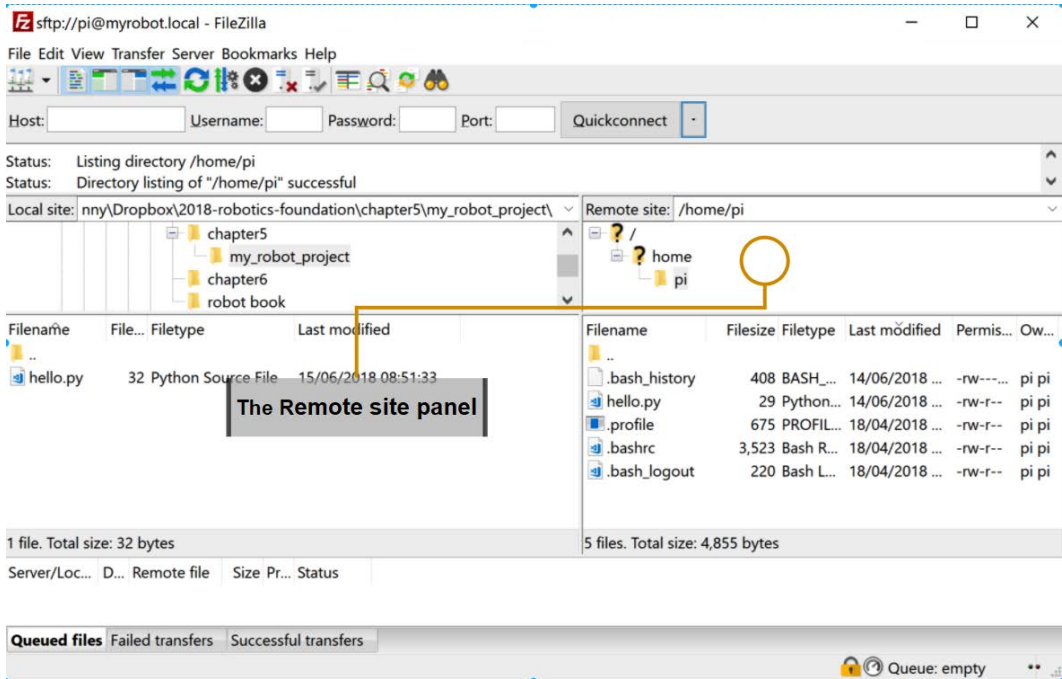 Fz sftp://pi@myrobot.local - FileZilla
File Edit View Transfer Server Bookmarks Help
Host: Username: Password: Port: Quickconnect
Status: Listing directory /home/pi
Status: Directory listing of "/home/pi" successful
Local site: nny\Dropbox\2018-robotics-foundation\chapter5\my_robot_project\
chapter5
my_robot_project
chapter6
robot book
Remote site: /home/pi
? /
? home
pi
Filename File... Filetype Last modified
..
hello.py 32 Python Source File 15/06/2018 08:51:33
The Remote site panel
1 file. Total size: 32 bytes
Filename Filesize Filetype Last modified Permis... Ow...
..
.bash_history 408 BASH_... 14/06/2018 ... -rw---... pi pi
hello.py 29 Python... 14/06/2018 ... -rw-r-- pi pi
.profile 675 PROFIL... 18/04/2018 ... -rw-r-- pi pi
.bashrc 3,523 Bash R... 18/04/2018 ... -rw-r-- pi pi
.bash_logout 220 Bash L... 18/04/2018 ... -rw-r-- pi pi
5 files. Total size: 4,855 bytes
Server/Loc... D... Remote file Size Pr... Status
Queued files Failed transfers Successful transfers
Queue: empty